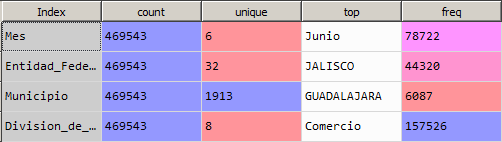 Index count unique top freq
Mes 469543 6 Junio 78722
Entidad_Fede… 469543 32 JALISCO 44320
Municipio 469543 1913 GUADALAJARA 6087
Division_de_… 469543 8 Comercio 157526